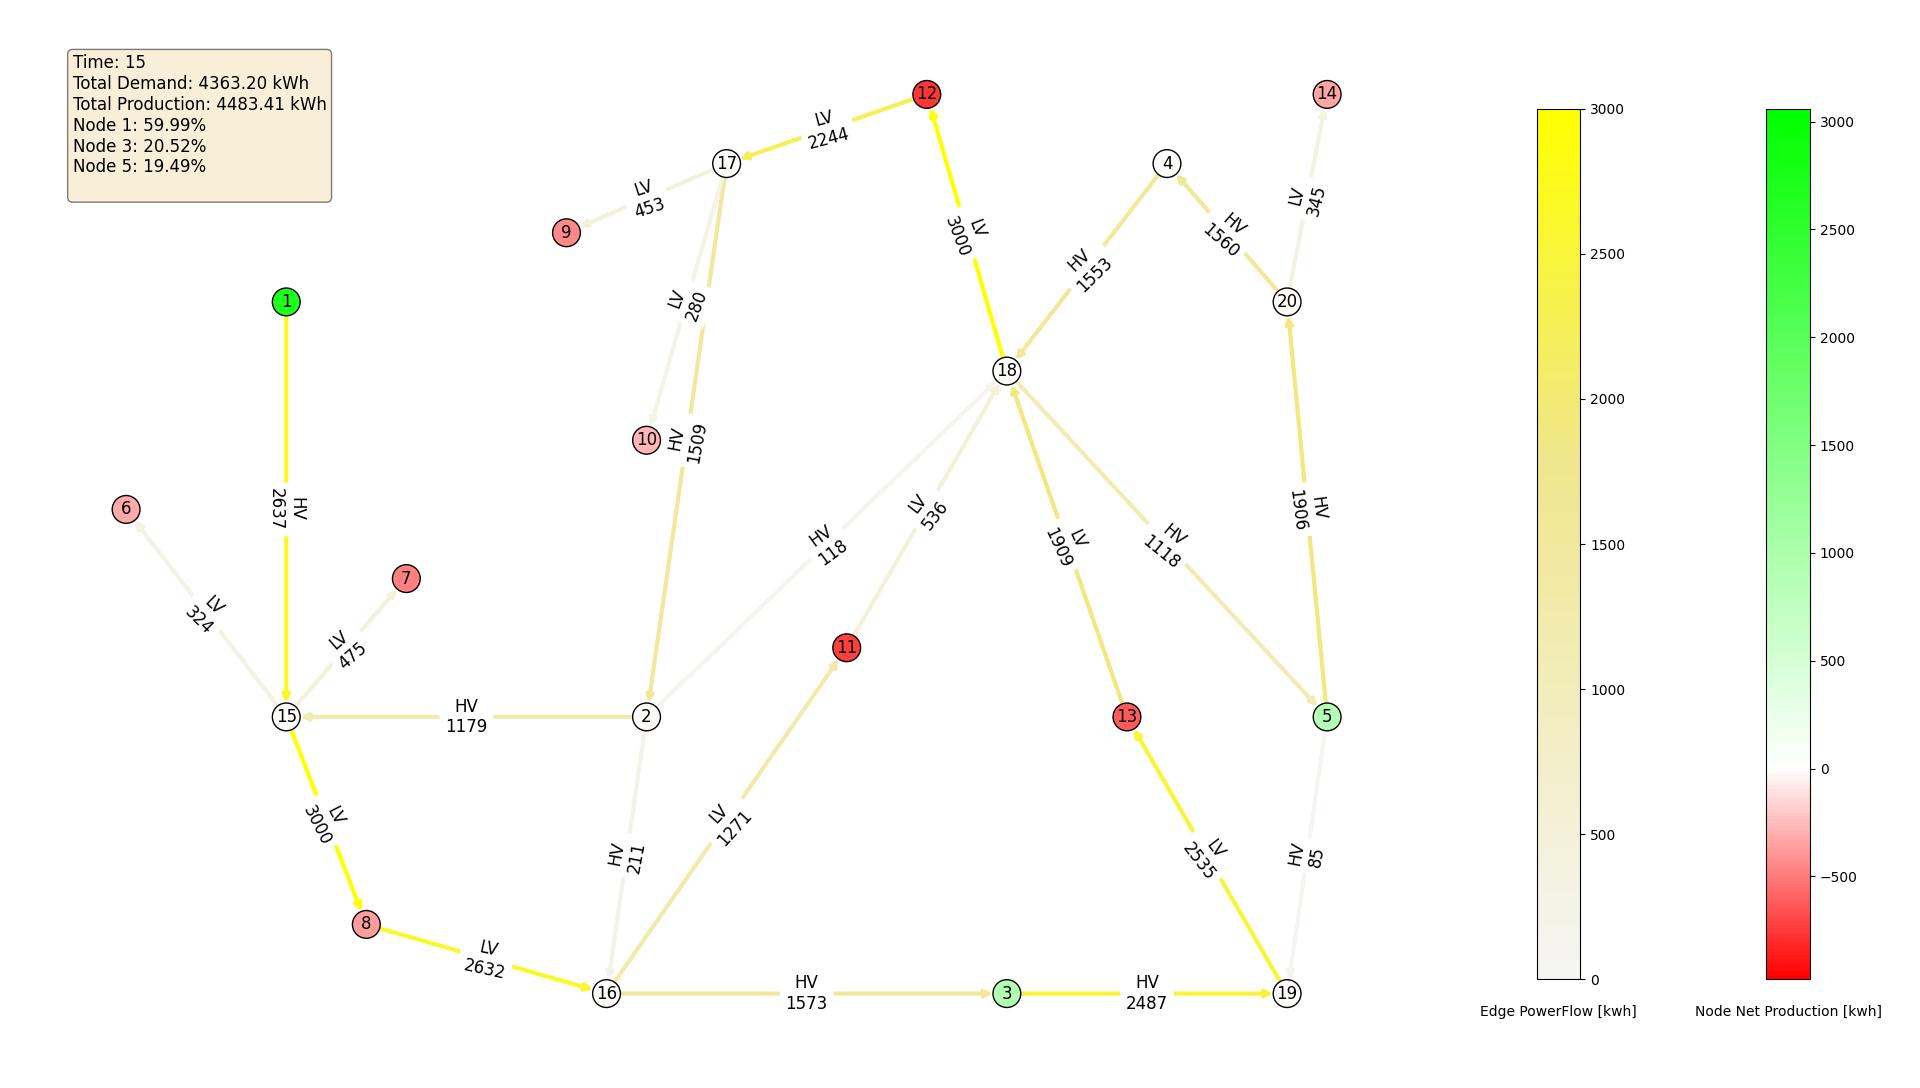 Time: 15
Total Demand: 4363.20 kWh
Total Production: 4483.41 kWh
Node 1: 59.99%
Node 3: 20.52%
Node 5: 19.49%
12
14
LV
2244
17
4
LV
453
9
LV
3000
HV
1560
LV
345
HV
1553
1
LV
280
20
18
10
HV
1509
6
HV
2637
HV
118
LV
536
LV
1909
HV
1118
HV
1906
7
LV
324
LV
475
11
15
HV
1179
2
13
5
LV
3000
LV
1271
HV
211
LV
2535
HV
85
8
LV
2632
16
HV
1573
3
HV
2487
19
3000
2500
2000
1500
1000
500
0
Edge PowerFlow [kwh]
3000
2500
2000
1500
1000
500
0
−500
Node Net Production [kwh]